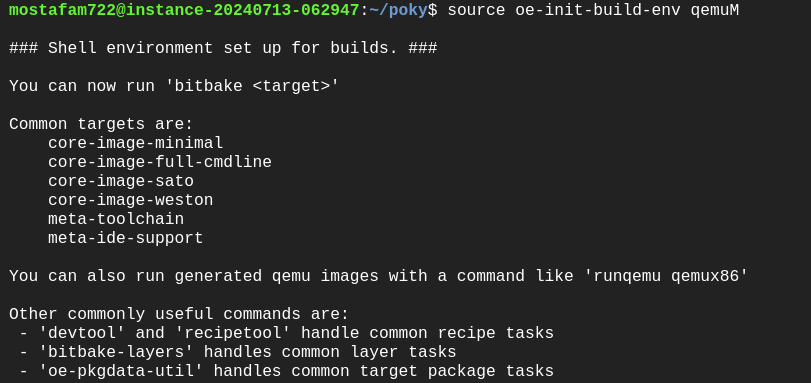 mostafam722@instance-20240713-062947:~/poky$ source oe-init-build-env qemuM
### Shell environment set up for builds. ###
You can now run 'bitbake <target>'
Common targets are:
    core-image-minimal
    core-image-full-cmdline
    core-image-sato
    core-image-weston
    meta-toolchain
    meta-ide-support
You can also run generated qemu images with a command like 'runqemu qemux86'
Other commonly useful commands are:
 - 'devtool' and 'recipetool' handle common recipe tasks
 - 'bitbake-layers' handles common layer tasks
 - 'oe-pkgdata-util' handles common target package tasks